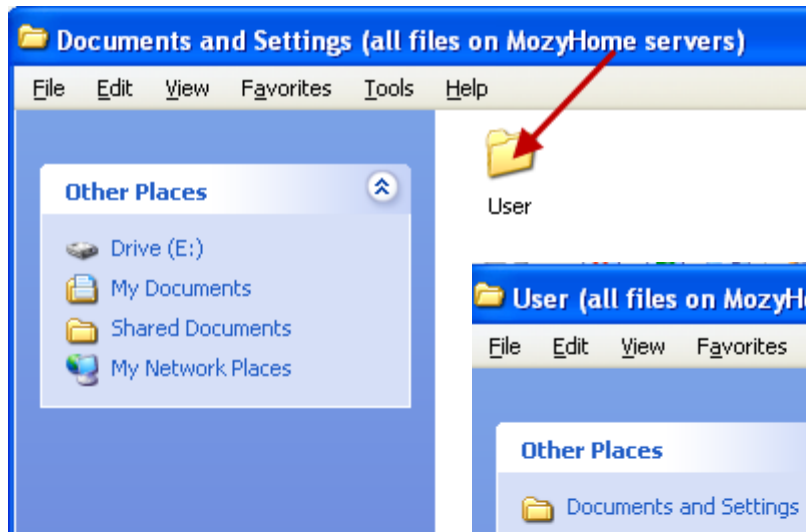 Documents and Settings (all files on MozyHome servers)
File Edit View Favorites Tools Help
Other Places
Drive (E:)
My Documents
Shared Documents
My Network Places
User
User (all files on
File Edit View Favorites
Other Places
Documents and Settings